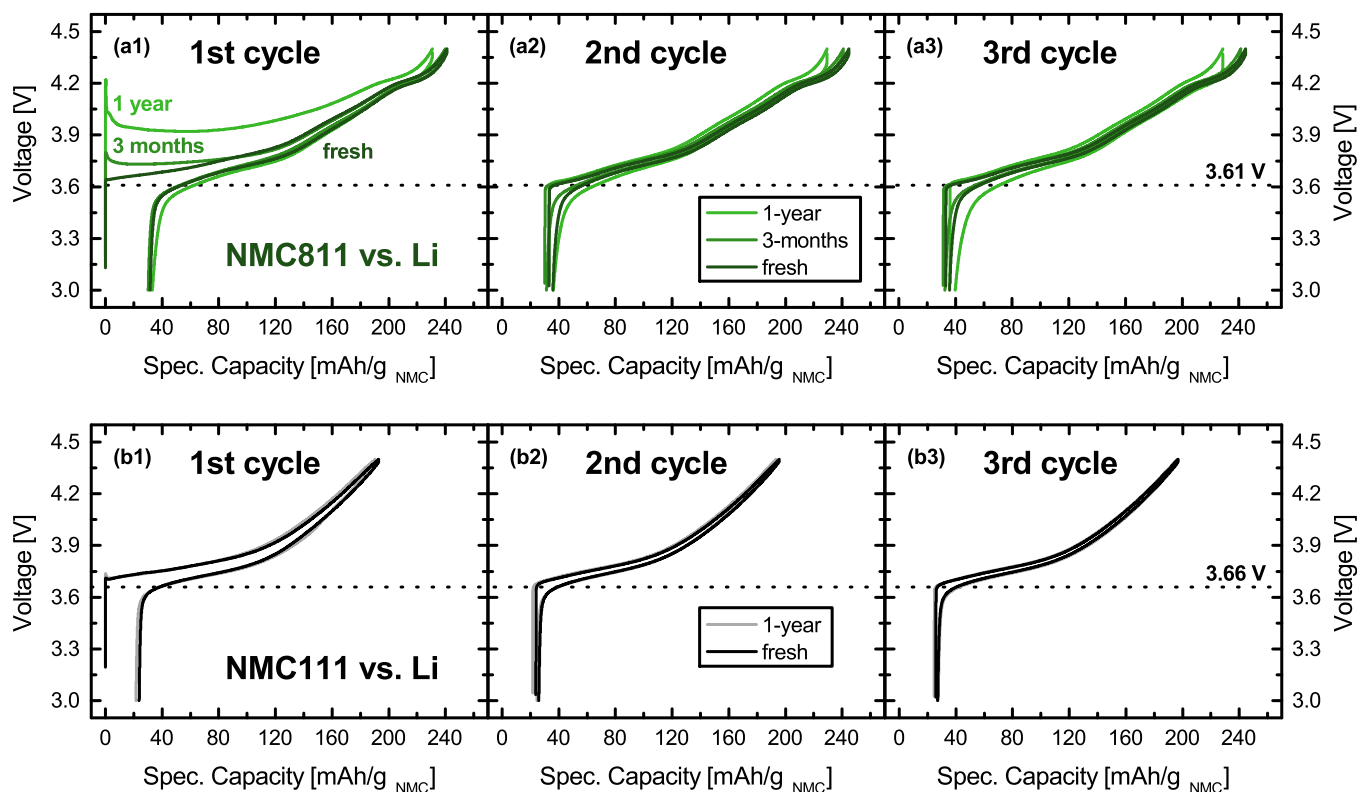 (a1) 1st cycle
(a2) 2nd cycle
(a3) 3rd cycle
4.5
4.2
3.9
3.6
3.3
3.0
Voltage [V]
1 year
3 months
fresh
NMC811 vs. Li
1-year
3-months
fresh
3.61 V
4.5
4.2
3.9
3.6
3.3
3.0
Voltage [V]
0 40 80 120 160 200 240
0 40 80 120 160 200 240
0 40 80 120 160 200 240
Spec. Capacity [mAh/g NMC]
Spec. Capacity [mAh/g NMC]
Spec. Capacity [mAh/g NMC]
(b1) 1st cycle
(b2) 2nd cycle
(b3) 3rd cycle
4.5
4.2
3.9
3.6
3.3
3.0
Voltage [V]
NMC111 vs. Li
1-year
fresh
3.66 V
4.5
4.2
3.9
3.6
3.3
3.0
Voltage [V]
0 40 80 120 160 200 240
0 40 80 120 160 200 240
0 40 80 120 160 200 240
Spec. Capacity [mAh/g NMC]
Spec. Capacity [mAh/g NMC]
Spec. Capacity [mAh/g NMC]